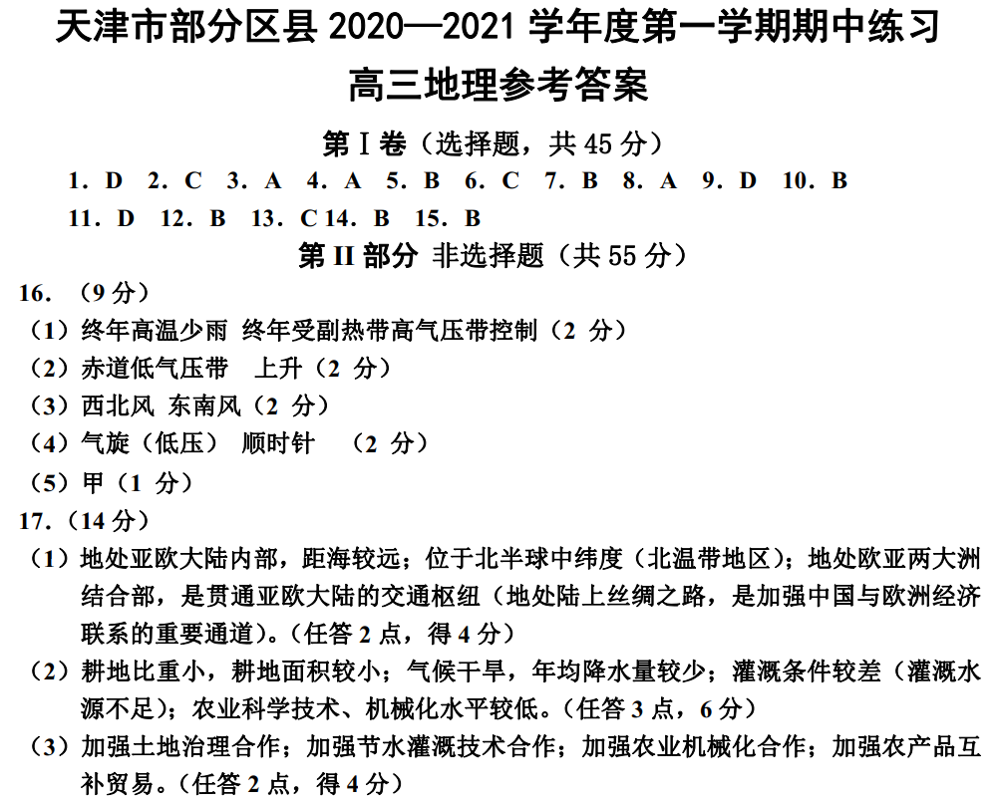 天津市部分区县 2020—2021 学年度第一学期期中练习
高三地理参考答案
第Ⅰ卷（选择题，共 45 分）
1．D 2．C 3．A 4．A 5．B 6．C 7．B 8．A 9．D 10．B
11．D 12．B 13．C 14．B 15．B
第 II 部分 非选择题（共 55 分）
16．（9 分）
（1）终年高温少雨 终年受副热带高气压带控制（2 分）
（2）赤道低气压带 上升（2 分）
（3）西北风 东南风（2 分）
（4）气旋（低压） 顺时针 （2 分）
（5）甲（1 分）
17．（14 分）
（1）地处亚欧大陆内部，距海较远；位于北半球中纬度（北温带地区）；地处欧亚两大洲
结合部，是贯通亚欧大陆的交通枢纽（地处陆上丝绸之路，是加强中国与欧洲经济
联系的重要通道）。（任答 2 点，得 4 分）
（2）耕地比重小，耕地面积较小；气候干旱，年均降水量较少；灌溉条件较差（灌溉水
源不足）；农业科学技术、机械化水平较低。（任答 3 点，6 分）
（3）加强土地治理合作；加强节水灌溉技术合作；加强农业机械化合作；加强农产品互
补贸易。（任答 2 点，得 4 分）